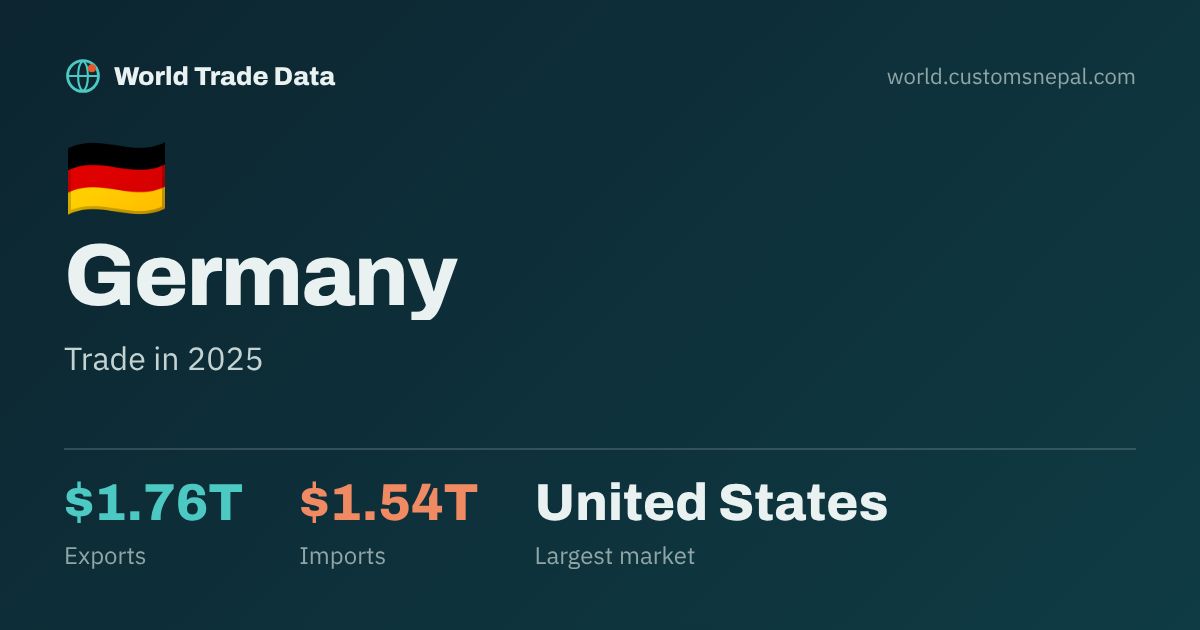 World Trade Data
world.customsnepal.com
Germany
Trade in 2025
$1.76T
$1.54T
United States
Exports
Imports
Largest market